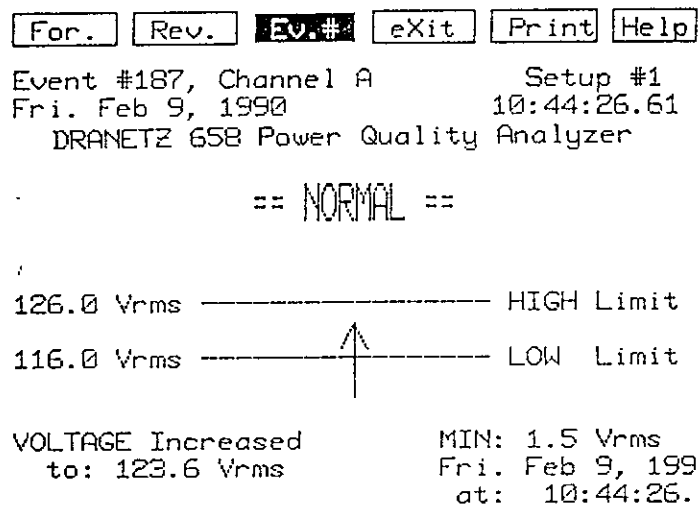 For. Rev. Ev.# eXit Print Help
Event #187, Channel A Setup #1
Fri. Feb 9, 1990 10:44:26.61
DRANETZ 658 Power Quality Analyzer
== NORMAL ==
126.0 Vrms HIGH Limit
116.0 Vrms LOW Limit
VOLTAGE Increased MIN: 1.5 Vrms
to: 123.6 Vrms Fri. Feb 9, 199
at: 10:44:26.